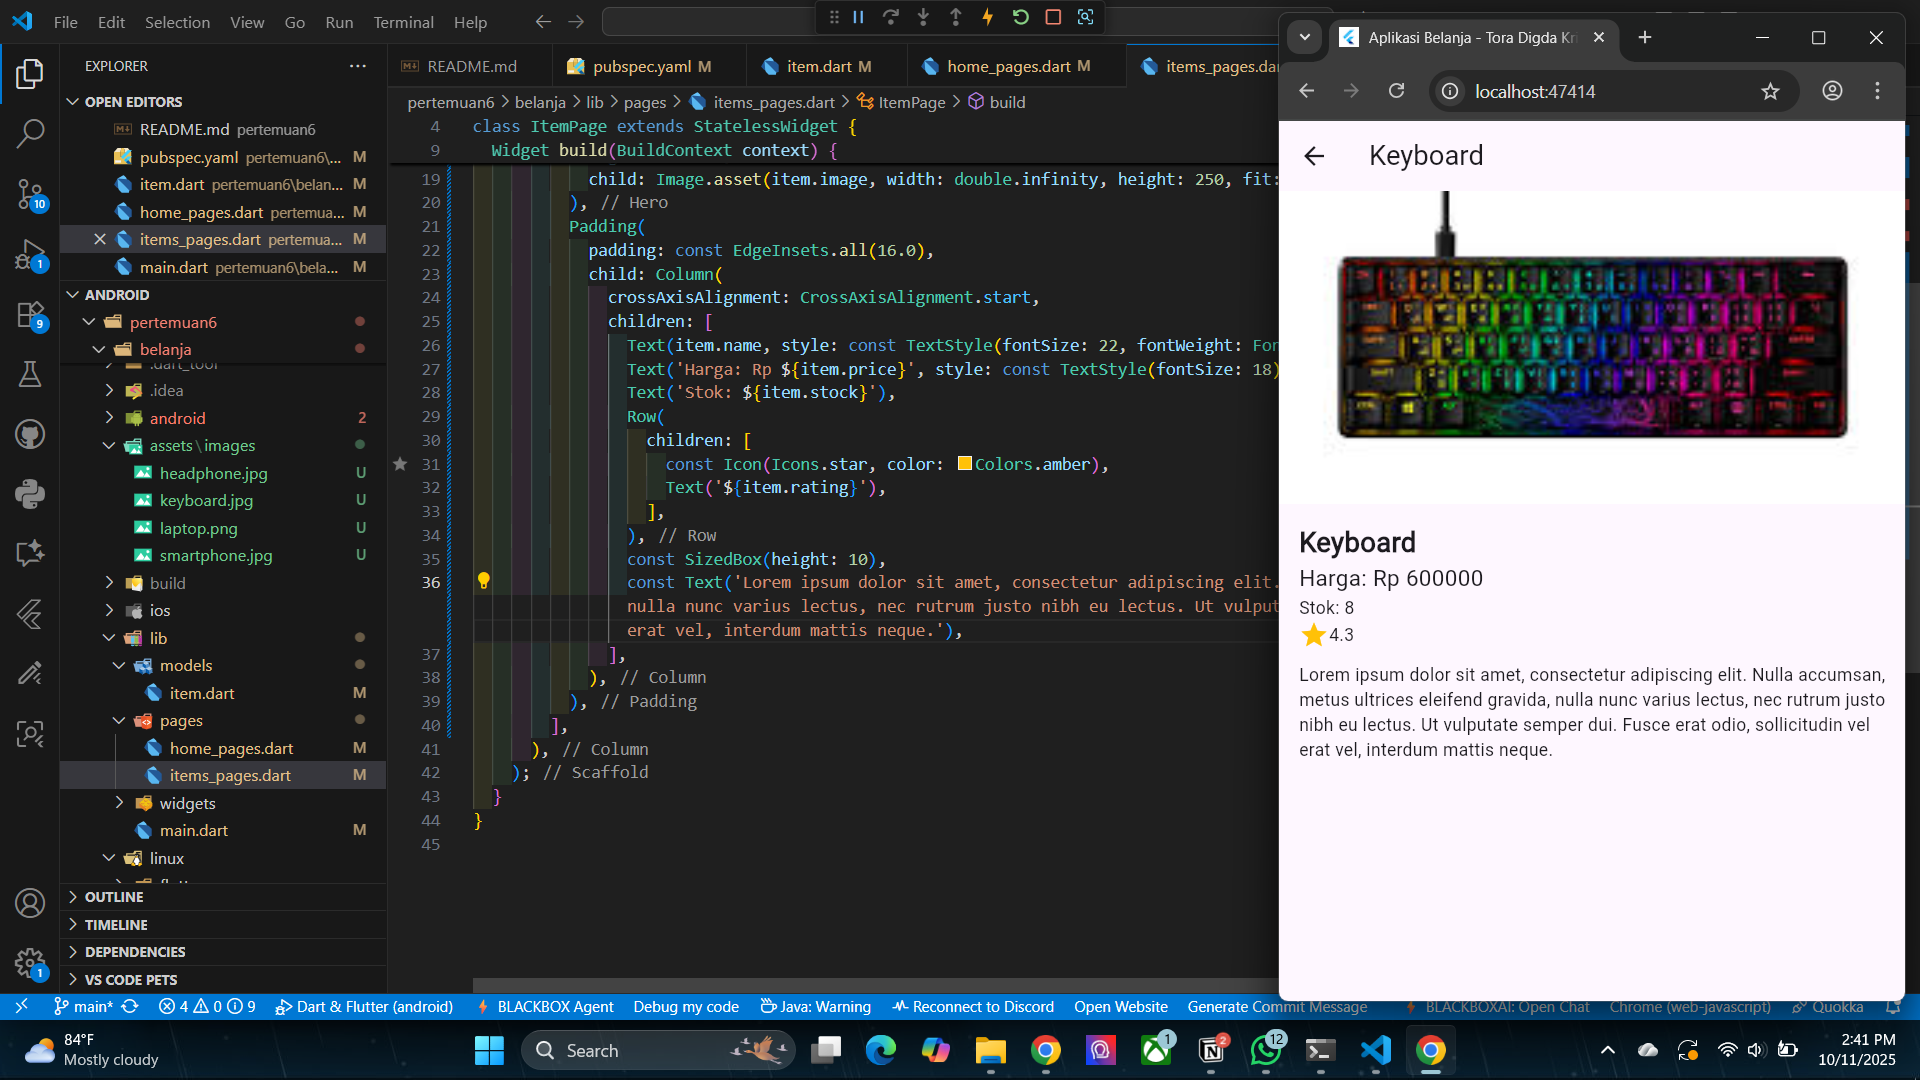 File Edit Selection View Go Run Terminal Help
EXPLORER
OPEN EDITORS
README.md pertemuan6
pubspec.yaml pertemuan6\... M
item.dart pertemuan6\belan... M
home_pages.dart pertemua... M
items_pages.dart pertemua... M
main.dart pertemuan6\bela... M
ANDROID
pertemuan6
belanja
.dart_tool
.idea
android 2
assets\images
headphone.jpg U
keyboard.jpg U
laptop.png U
smartphone.jpg U
build
ios
lib
models
item.dart M
pages
home_pages.dart M
items_pages.dart M
widgets
main.dart M
linux
OUTLINE
TIMELINE
DEPENDENCIES
VS CODE PETS
10
1
9
1
README.md
pubspec.yaml M
item.dart M
home_pages.dart M
items_pages.dar
pertemuan6 > belanja > lib > pages > items_pages.dart > ItemPage > build
4 class ItemPage extends StatelessWidget {
9 Widget build(BuildContext context) {
19 child: Image.asset(item.image, width: double.infinity, height: 250, fit:
20 ), // Hero
21 Padding(
22 padding: const EdgeInsets.all(16.0),
23 child: Column(
24 crossAxisAlignment: CrossAxisAlignment.start,
25 children: [
26 Text(item.name, style: const TextStyle(fontSize: 22, fontWeight: Fon
27 Text('Harga: Rp ${item.price}', style: const TextStyle(fontSize: 18)
28 Text('Stok: ${item.stock}'),
29 Row(
30 children: [
31 const Icon(Icons.star, color: Colors.amber),
32 Text('${item.rating}'),
33 ],
34 ), // Row
35 const SizedBox(height: 10),
36 const Text('Lorem ipsum dolor sit amet, consectetur adipiscing elit.
nulla nunc varius lectus, nec rutrum justo nibh eu lectus. Ut vulput
erat vel, interdum mattis neque.'),
37 ],
38 ), // Column
39 ), // Padding
40 ],
41 ), // Column
42 ); // Scaffold
43 }
44 }
45
Aplikasi Belanja - Tora Digda Kri
localhost:47414
Keyboard
Keyboard
Harga: Rp 600000
Stok: 8
4.3
Lorem ipsum dolor sit amet, consectetur adipiscing elit. Nulla accumsan,
metus ultrices eleifend gravida, nulla nunc varius lectus, nec rutrum justo
nibh eu lectus. Ut vulputate semper dui. Fusce erat odio, sollicitudin vel
erat vel, interdum mattis neque.
main* 4 0 9 Dart & Flutter (android) BLACKBOX Agent Debug my code Java: Warning Reconnect to Discord Open Website Generate Commit Message BLACKBOXAI: Open Chat Chrome (web-javascript) Quokka
84°F
Mostly cloudy
Search
1
2
12
2:41 PM
10/11/2025